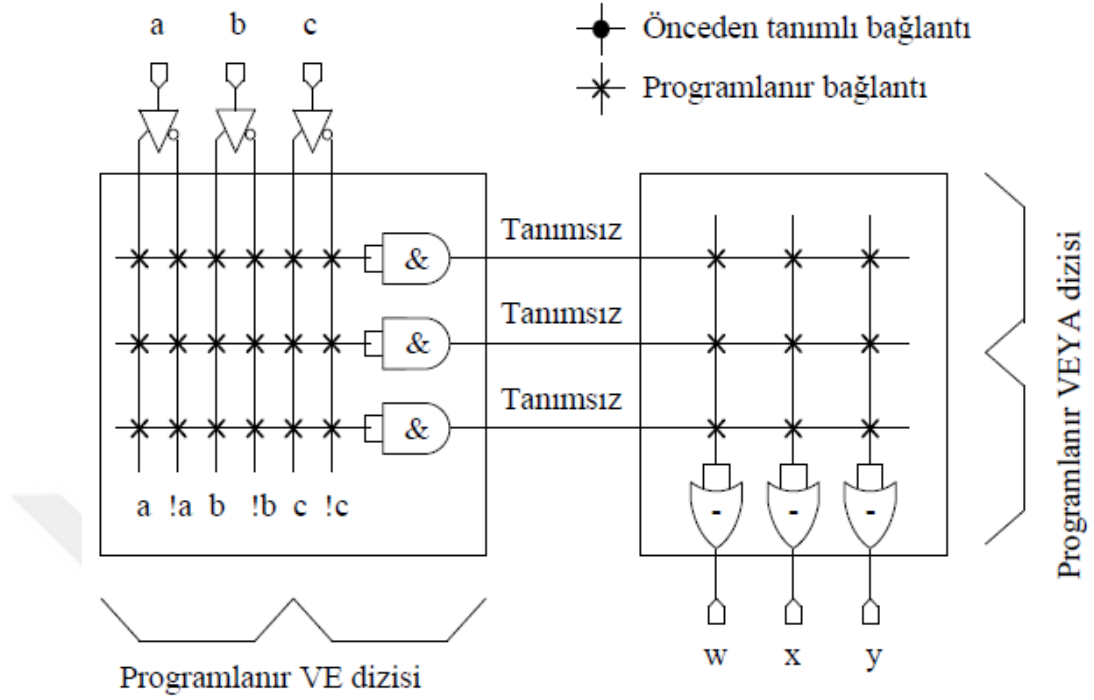 a b c
Önceden tanımlı bağlantı
Programlanır bağlantı
Tanımsız
&
Tanımsız
&
Tanımsız
&
a !a b !b c !c
- - -
w x y
Programlanır VE dizisi
Programlanır VEYA dizisi